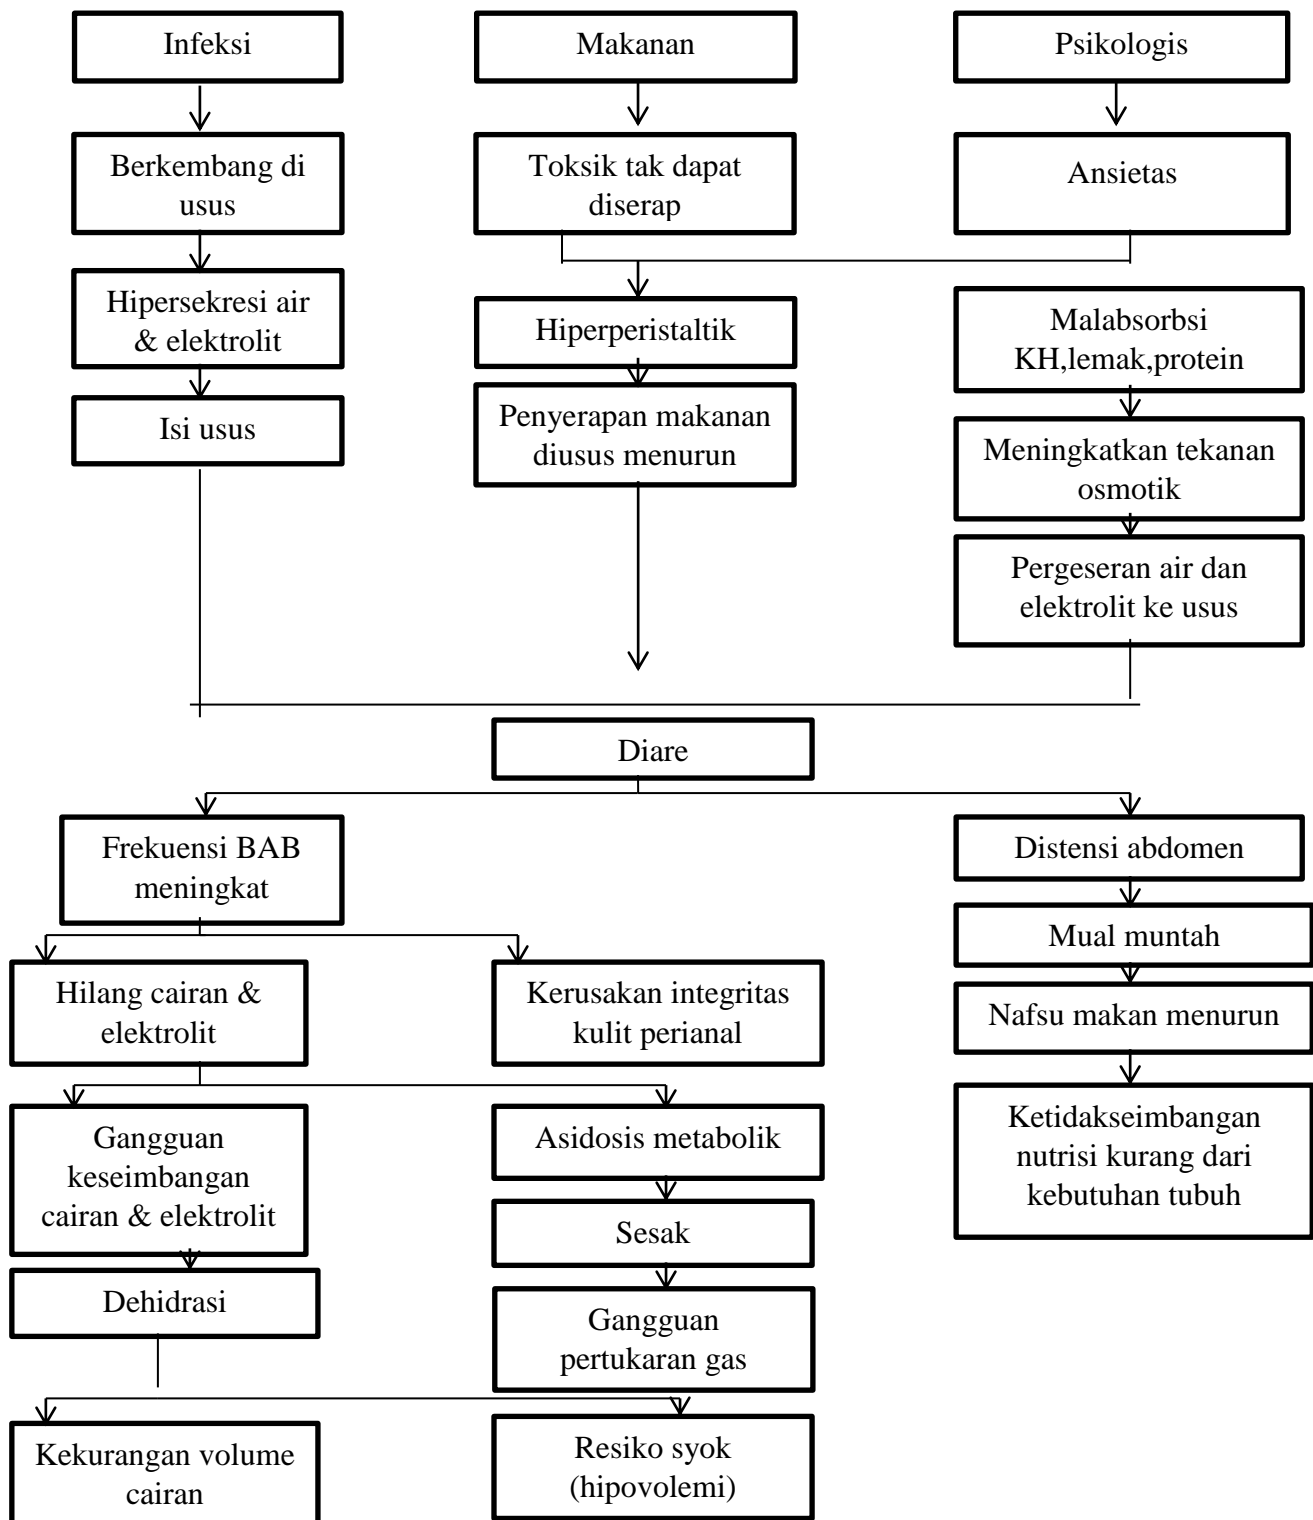 Infeksi
Makanan
Psikologis
Berkembang di
usus
Toksik tak dapat
diserap
Ansietas
Hipersekresi air
& elektrolit
Hiperperistaltik
Malabsorbsi
KH,lemak,protein
Isi usus
Penyerapan makanan
diusus menurun
Meningkatkan tekanan
osmotik
Pergeseran air dan
elektrolit ke usus
Diare
Frekuensi BAB
meningkat
Distensi abdomen
Mual muntah
Hilang cairan &
elektrolit
Kerusakan integritas
kulit perianal
Nafsu makan menurun
Gangguan
keseimbangan
cairan & elektrolit
Asidosis metabolik
Ketidakseimbangan
nutrisi kurang dari
kebutuhan tubuh
Sesak
Dehidrasi
Gangguan
pertukaran gas
Kekurangan volume
cairan
Resiko syok
(hipovolemi)